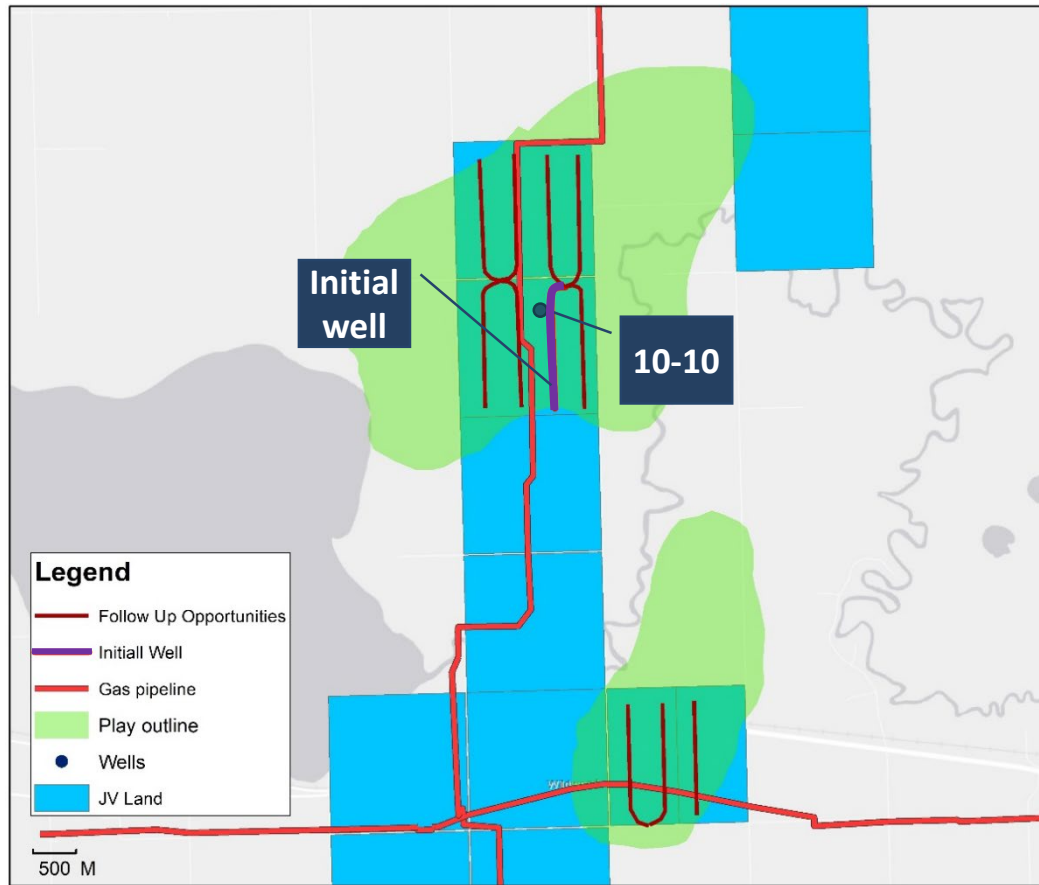 Initial
well
10-10
Legend
Follow Up Opportunities
Initiall Well
Gas pipeline
Play outline
Wells
JV Land
500 M